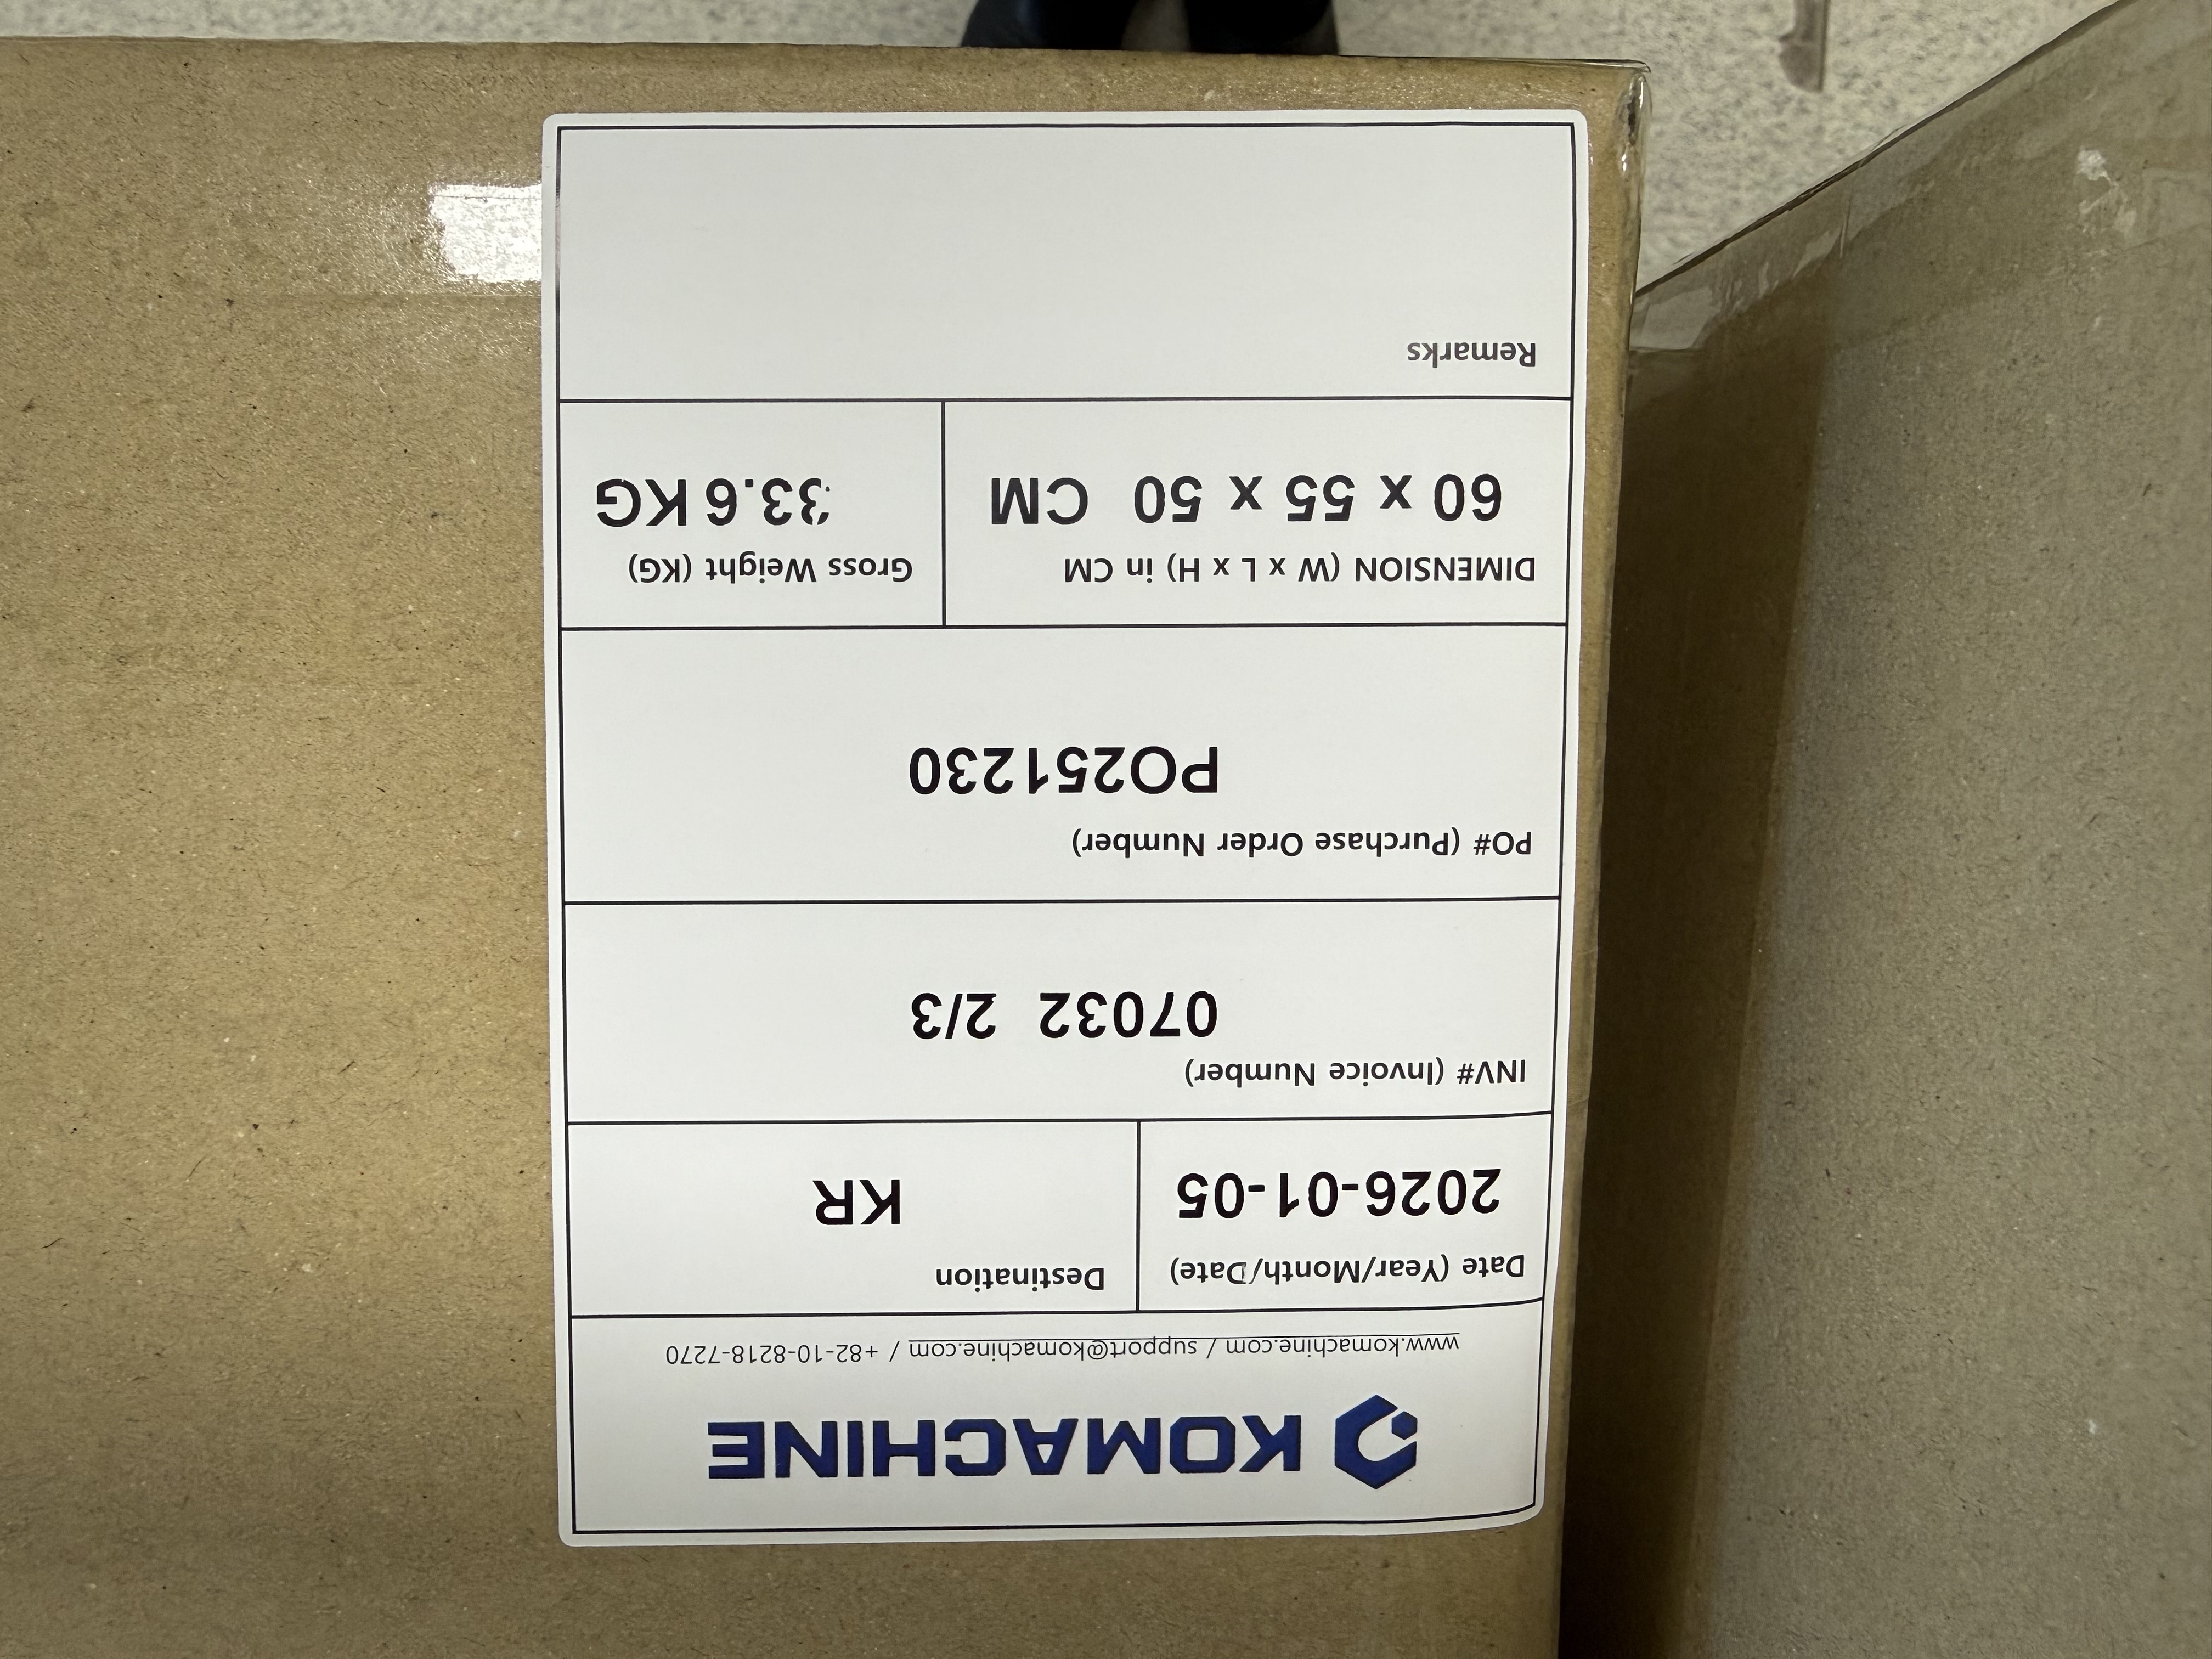 KOMACHINE
www.komachine.com / support@komachine.com / +82-10-8218-7270
Date (Year/Month/Date)
2026-01-05
Destination
KR
INV# (Invoice Number)
07032 2/3
PO# (Purchase Order Number)
PO251230
DIMENSION (W x L x H) in CM
60 x 55 x 50 CM
Gross Weight (KG)
33.6 KG
Remarks